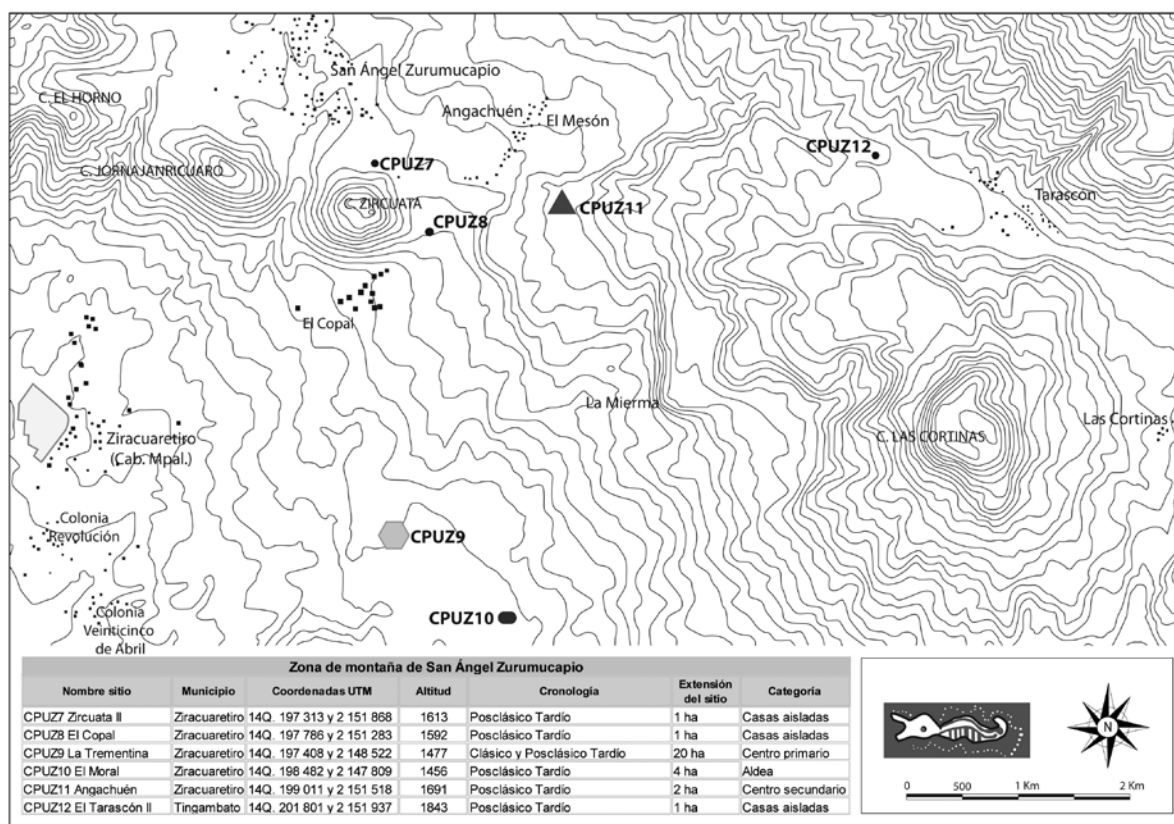 San Ángel Zurumucapio
C. EL HORNO
Angachuén
El Mesón
CPUZ12
C. JORNAJANRICUARO
CPUZ7
Tarascón
C. ZIRCUATA
CPUZ11
CPUZ8
El Copal
La Mierma
Las Cortinas
Ziracuaretiro
(Cab. Mpal.)
C. LAS CORTINAS
Colonia
Revolución
CPUZ9
Colonia
Veinticinco
de Abril
CPUZ10
Zona de montaña de San Ángel Zurumucapio
Nombre sitio Municipio Coordenadas UTM Altitud Cronología Extensión del sitio Categoría
CPUZ7 Zircuata II Ziracuaretiro 14Q. 197 313 y 2 151 868 1613 Posclásico Tardío 1 ha Casas aisladas
CPUZ8 El Copal Ziracuaretiro 14Q. 197 786 y 2 151 283 1592 Posclásico Tardío 1 ha Casas aisladas
CPUZ9 La Trementina Ziracuaretiro 14Q. 197 408 y 2 148 522 1477 Clásico y Posclásico Tardío 20 ha Centro primario
CPUZ10 El Moral Ziracuaretiro 14Q. 198 482 y 2 147 809 1456 Posclásico Tardío 4 ha Aldea
CPUZ11 Angachuén Ziracuaretiro 14Q. 199 011 y 2 151 518 1691 Posclásico Tardío 2 ha Centro secundario
CPUZ12 El Tarascón II Tingambato 14Q. 201 801 y 2 151 937 1843 Posclásico Tardío 1 ha Casas aisladas
N
0 500 1 Km 2 Km